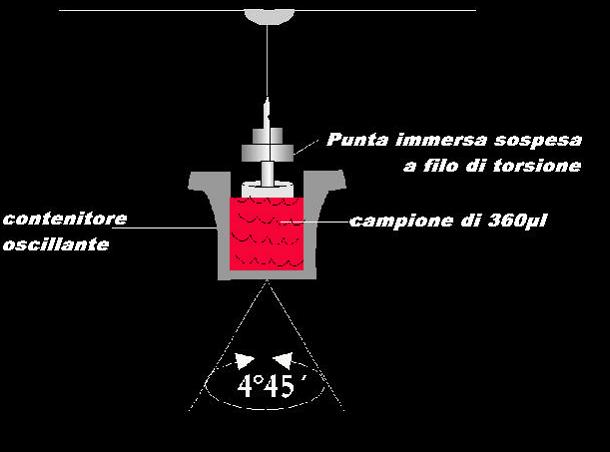 Punta immersa sospesa
a filo di torsione
contenitore
oscillante
campione di 360µl
4°45´